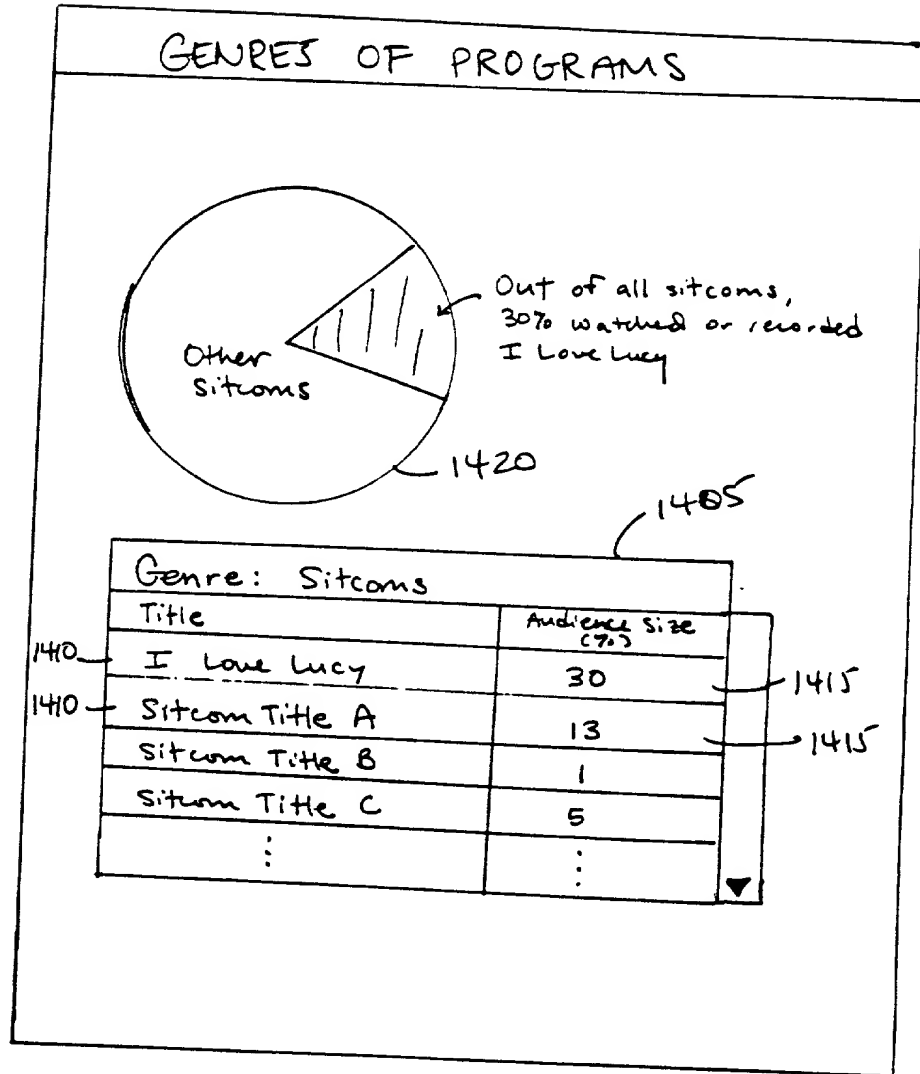 GENRES OF PROGRAMS
Out of all sitcoms,
30% watched or recorded
I Love Lucy
Other
Sitcoms
1420
1405
Genre: Sitcoms
Title Audience Size
(%)
1410 I Love Lucy 30 1415
1410 Sitcom Title A 13 1415
Sitcom Title B 1
Sitcom Title C 5
⋮ ⋮